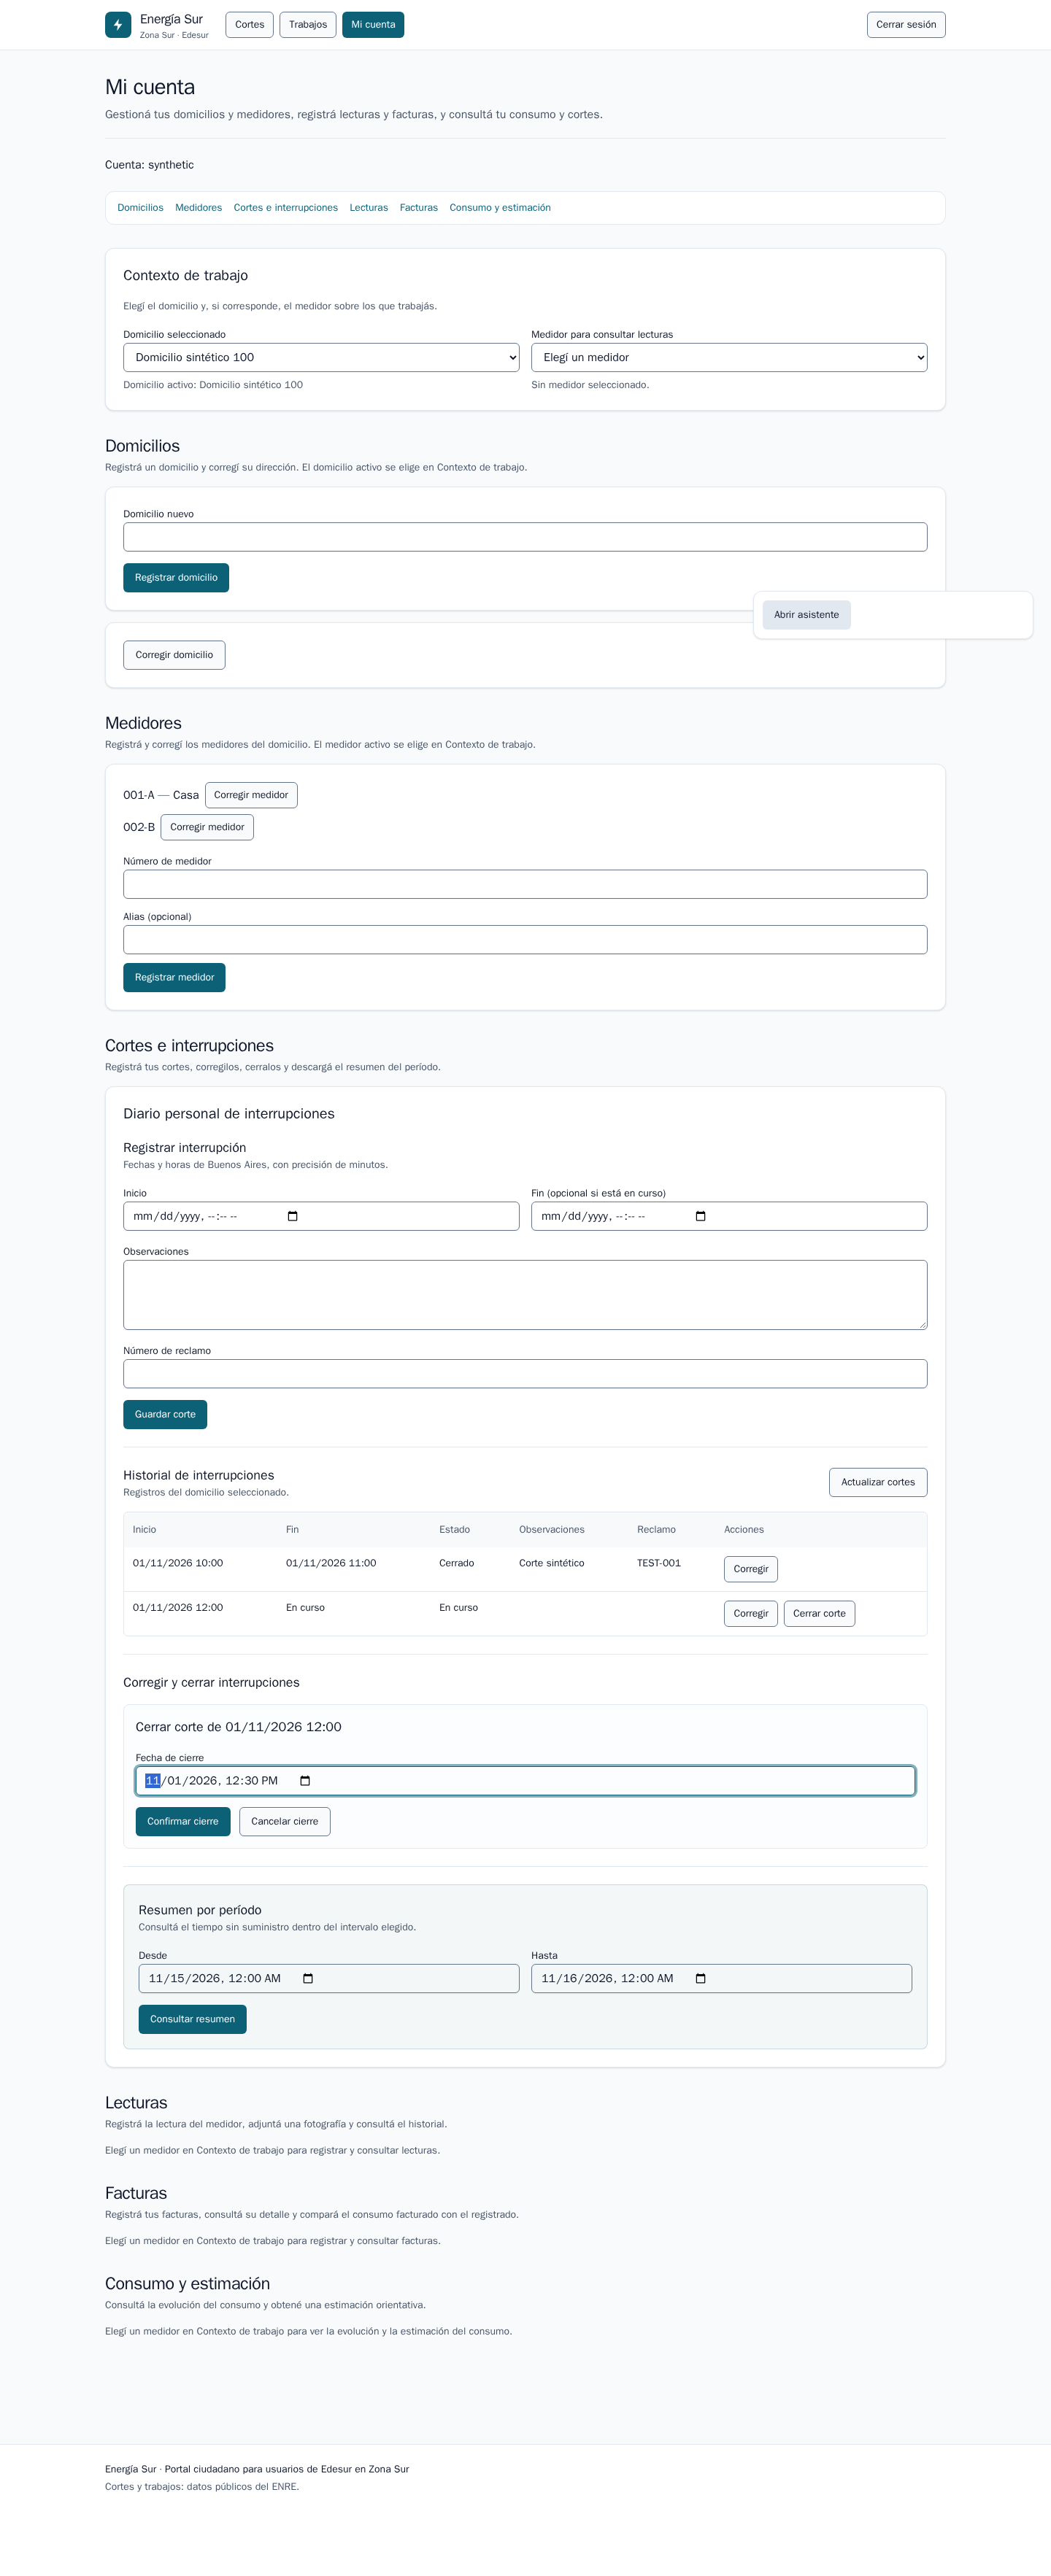 Energía Sur
Zona Sur · Edesur
Cortes
Trabajos
Mi cuenta
Cerrar sesión
Mi cuenta
Gestioná tus domicilios y medidores, registrá lecturas y facturas, y consultá tu consumo y cortes.
Cuenta: synthetic
Domicilios Medidores Cortes e interrupciones Lecturas Facturas Consumo y estimación
Contexto de trabajo
Elegí el domicilio y, si corresponde, el medidor sobre los que trabajás.
Domicilio seleccionado
Domicilio sintético 100
Domicilio activo: Domicilio sintético 100
Medidor para consultar lecturas
Elegí un medidor
Sin medidor seleccionado.
Domicilios
Registrá un domicilio y corregí su dirección. El domicilio activo se elige en Contexto de trabajo.
Domicilio nuevo
Registrar domicilio
Abrir asistente
Corregir domicilio
Medidores
Registrá y corregí los medidores del domicilio. El medidor activo se elige en Contexto de trabajo.
001-A — Casa Corregir medidor
002-B Corregir medidor
Número de medidor
Alias (opcional)
Registrar medidor
Cortes e interrupciones
Registrá tus cortes, corregilos, cerralos y descargá el resumen del período.
Diario personal de interrupciones
Registrar interrupción
Fechas y horas de Buenos Aires, con precisión de minutos.
Inicio
mm/dd/yyyy, --:-- --
Fin (opcional si está en curso)
mm/dd/yyyy, --:-- --
Observaciones
Número de reclamo
Guardar corte
Historial de interrupciones
Registros del domicilio seleccionado.
Actualizar cortes
Inicio Fin Estado Observaciones Reclamo Acciones
01/11/2026 10:00 01/11/2026 11:00 Cerrado Corte sintético TEST-001 Corregir
01/11/2026 12:00 En curso En curso Corregir Cerrar corte
Corregir y cerrar interrupciones
Cerrar corte de 01/11/2026 12:00
Fecha de cierre
11/01/2026, 12:30 PM
Confirmar cierre
Cancelar cierre
Resumen por período
Consultá el tiempo sin suministro dentro del intervalo elegido.
Desde
11/15/2026, 12:00 AM
Hasta
11/16/2026, 12:00 AM
Consultar resumen
Lecturas
Registrá la lectura del medidor, adjuntá una fotografía y consultá el historial.
Elegí un medidor en Contexto de trabajo para registrar y consultar lecturas.
Facturas
Registrá tus facturas, consultá su detalle y compará el consumo facturado con el registrado.
Elegí un medidor en Contexto de trabajo para registrar y consultar facturas.
Consumo y estimación
Consultá la evolución del consumo y obtené una estimación orientativa.
Elegí un medidor en Contexto de trabajo para ver la evolución y la estimación del consumo.
Energía Sur · Portal ciudadano para usuarios de Edesur en Zona Sur
Cortes y trabajos: datos públicos del ENRE.